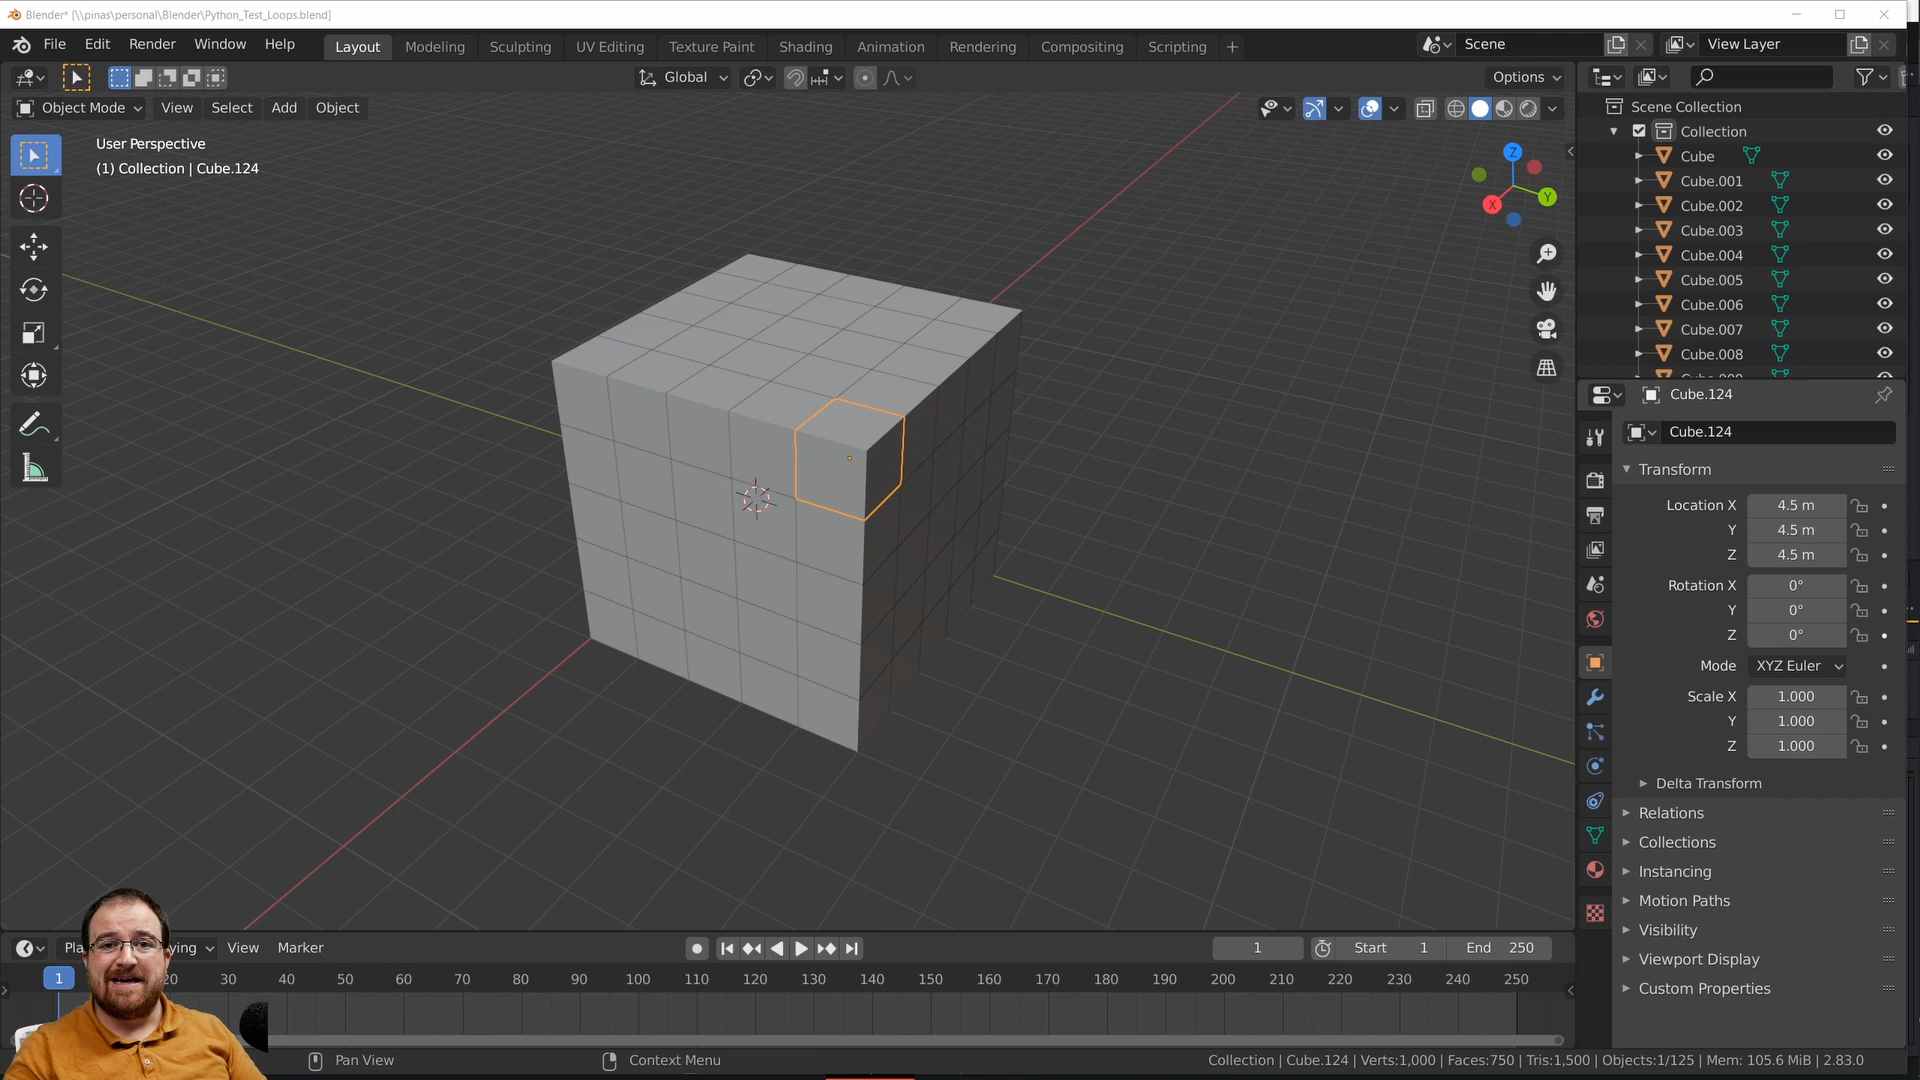 Blender* [\\pinas\personal\Blender\Python_Test_Loops.blend]
File Edit Render Window Help Layout Modeling Sculpting UV Editing Texture Paint Shading Animation Rendering Compositing Scripting + Scene View Layer
Global Options
Object Mode View Select Add Object
User Perspective
(1) Collection | Cube.124
Z
Y
X
Scene Collection
Collection
Cube
Cube.001
Cube.002
Cube.003
Cube.004
Cube.005
Cube.006
Cube.007
Cube.008
Cube.124
Cube.124
Transform
Location X 4.5 m
Y 4.5 m
Z 4.5 m
Rotation X 0°
Y 0°
Z 0°
Mode XYZ Euler
Scale X 1.000
Y 1.000
Z 1.000
Delta Transform
Relations
Collections
Instancing
Motion Paths
Visibility
Viewport Display
Custom Properties
View Marker 1 Start 1 End 250
1 20 30 40 50 60 70 80 90 100 110 120 130 140 150 160 170 180 190 200 210 220 230 240 250
Pan View Context Menu Collection | Cube.124 | Verts:1,000 | Faces:750 | Tris:1,500 | Objects:1/125 | Mem: 105.6 MiB | 2.83.0